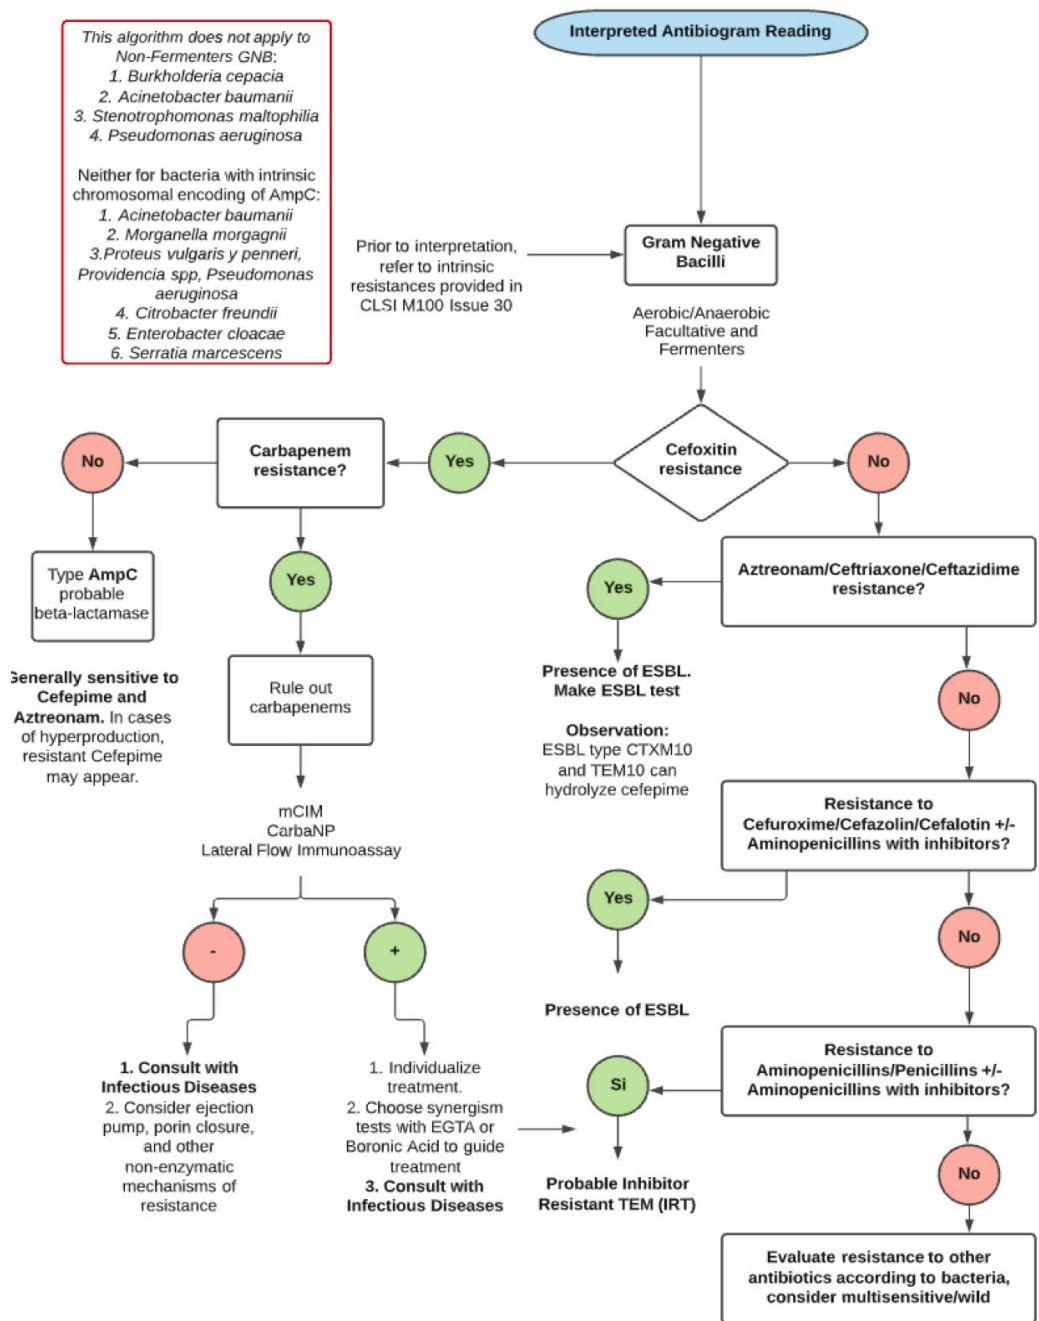 Interpreted Antibiogram Reading
This algorithm does not apply to
Non-Fermenters GNB:
1. Burkholderia cepacia
2. Acinetobacter baumanii
3. Stenotrophomonas maltophilia
4. Pseudomonas aeruginosa
Neither for bacteria with intrinsic
chromosomal encoding of AmpC:
1. Acinetobacter baumanii
2. Morganella morgagnii
3.Proteus vulgaris y penneri,
Providencia spp, Pseudomonas
aeruginosa
4. Citrobacter freundii
5. Enterobacter cloacae
6. Serratia marcescens
Prior to interpretation,
refer to intrinsic
resistances provided in
CLSI M100 Issue 30
Gram Negative
Bacilli
Aerobic/Anaerobic
Facultative and
Fermenters
Cefoxitin
resistance
Yes
No
Carbapenem
resistance?
No
Type AmpC
probable
beta-lactamase
Generally sensitive to
Cefepime and
Aztreonam. In cases
of hyperproduction,
resistant Cefepime
may appear.
Yes
Rule out
carbapenems
mCIM
CarbaNP
Lateral Flow Immunoassay
-
+
1. Consult with
Infectious Diseases
2. Consider ejection
pump, porin closure,
and other
non-enzymatic
mechanisms of
resistance
1. Individualize
treatment.
2. Choose synergism
tests with EGTA or
Boronic Acid to guide
treatment
3. Consult with
Infectious Diseases
Aztreonam/Ceftriaxone/Ceftazidime
resistance?
Yes
Presence of ESBL.
Make ESBL test
Observation:
ESBL type CTXM10
and TEM10 can
hydrolyze cefepime
No
Resistance to
Cefuroxime/Cefazolin/Cefalotin +/-
Aminopenicillins with inhibitors?
Yes
Presence of ESBL
No
Resistance to
Aminopenicillins/Penicillins +/-
Aminopenicillins with inhibitors?
Si
Probable Inhibitor
Resistant TEM (IRT)
No
Evaluate resistance to other
antibiotics according to bacteria,
consider multisensitive/wild